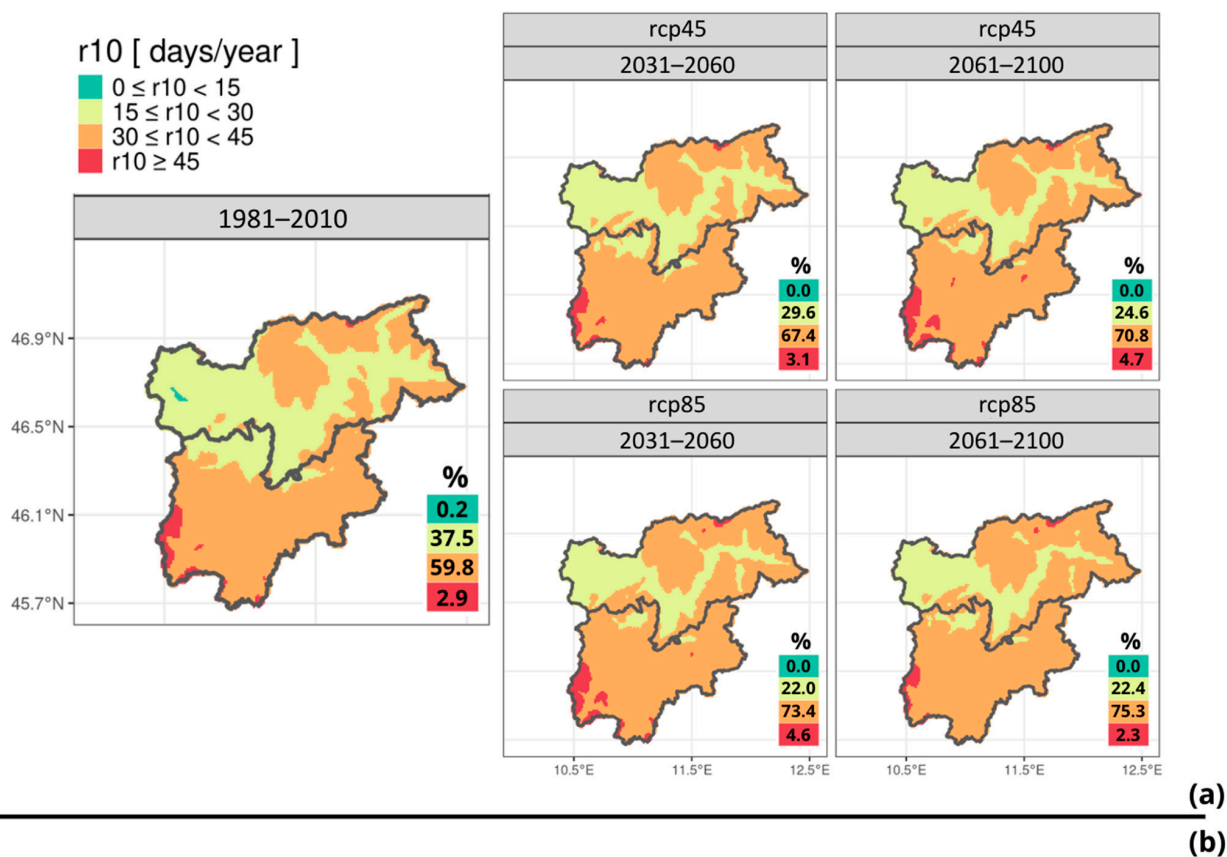 r10 [ days/year ]
0 ≤ r10 < 15
15 ≤ r10 < 30
30 ≤ r10 < 45
r10 ≥ 45
1981–2010
46.9°N
46.5°N
46.1°N
45.7°N
%
0.2
37.5
59.8
2.9
rcp45
2031–2060
%
0.0
29.6
67.4
3.1
rcp45
2061–2100
%
0.0
24.6
70.8
4.7
rcp85
2031–2060
%
0.0
22.0
73.4
4.6
10.5°E 11.5°E 12.5°E
rcp85
2061–2100
%
0.0
22.4
75.3
2.3
10.5°E 11.5°E 12.5°E
(a)
(b)